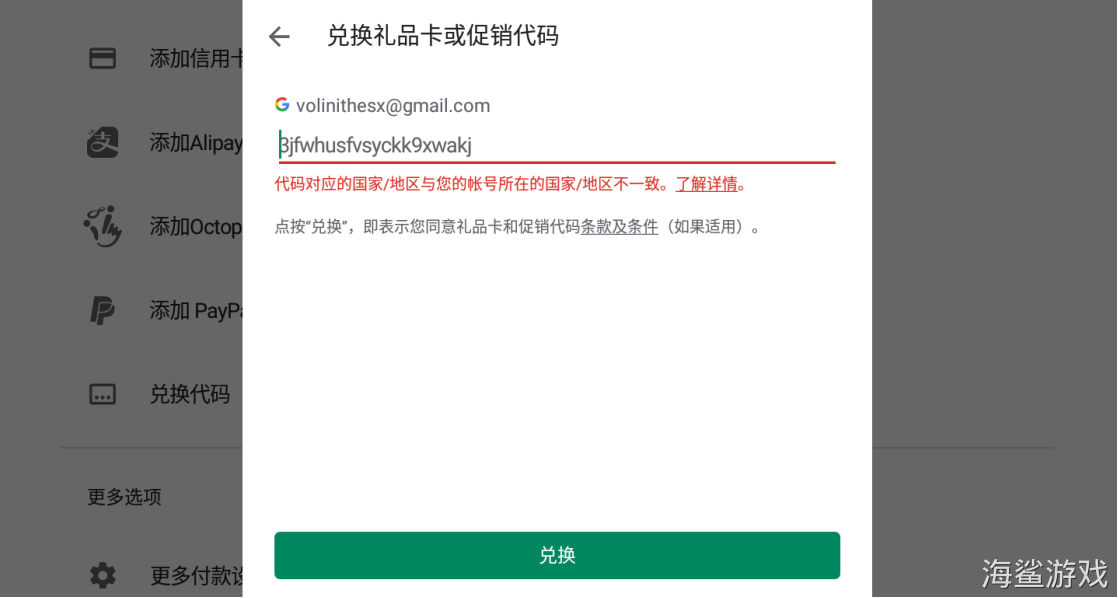 兑换礼品卡或促销代码
添加信用卡
volinithesx@gmail.com
添加Alipay
3jfwhusfvsyckk9xwakj
代码对应的国家/地区与您的帐号所在的国家/地区不一致。了解详情。
添加Octop
点按“兑换”，即表示您同意礼品卡和促销代码条款及条件（如果适用）。
添加 PayPa
兑换代码
更多选项
兑换
更多付款设
海鲨游戏